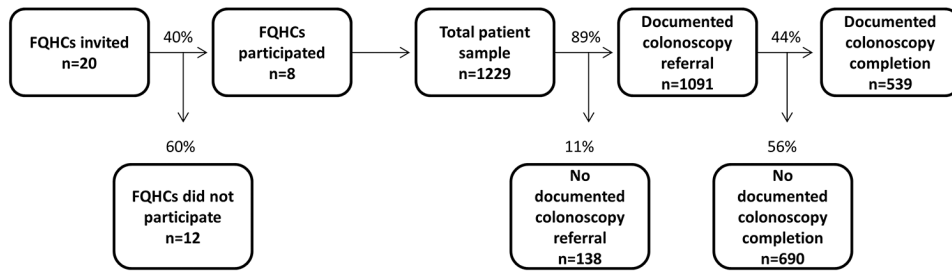 FQHCs invited
n=20
40%
FQHCs
participated
n=8
Total patient
sample
n=1229
89%
Documented
colonoscopy
referral
n=1091
44%
Documented
colonoscopy
completion
n=539
60%
FQHCs did not
participate
n=12
11%
No
documented
colonoscopy
referral
n=138
56%
No
documented
colonoscopy
completion
n=690